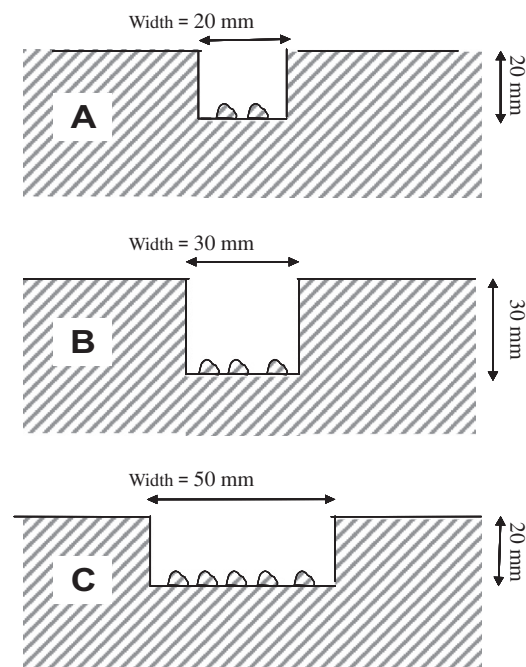 Width = 20 mm
20 mm
A
Width = 30 mm
30 mm
B
Width = 50 mm
20 mm
C